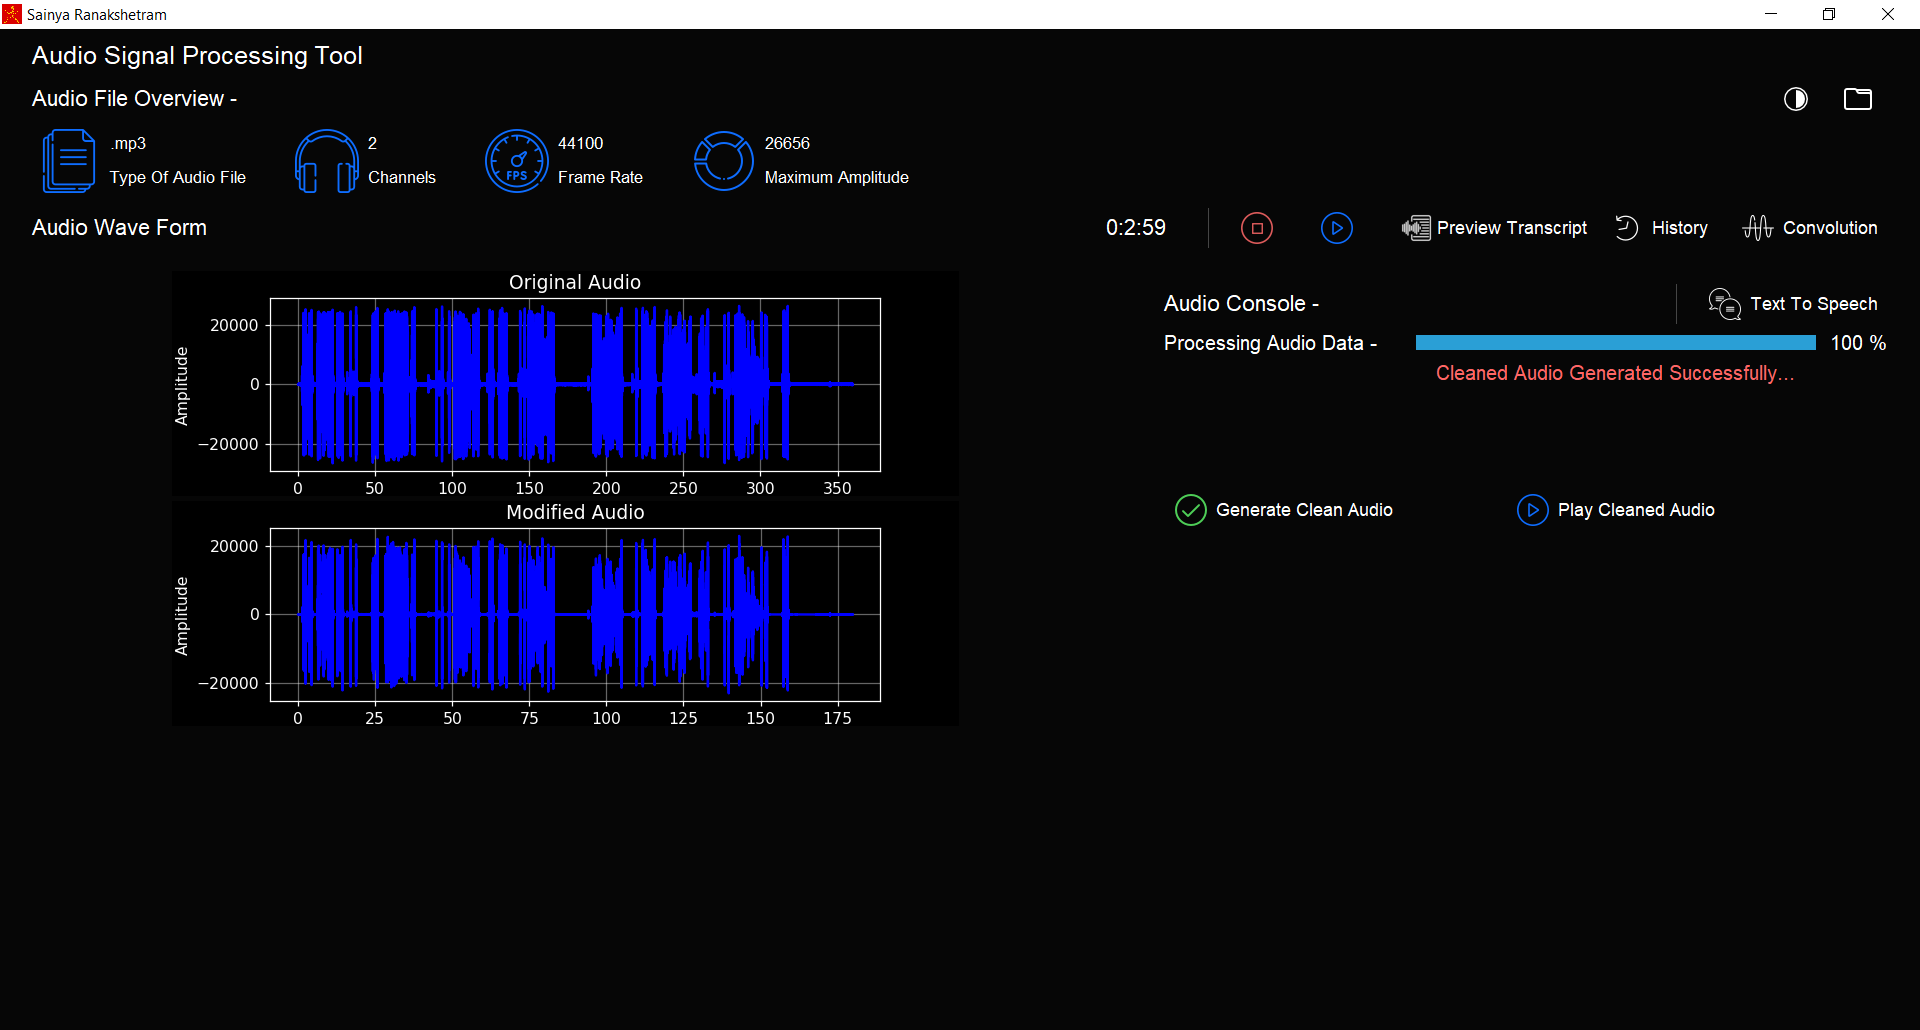 Sainya Ranakshetram
Audio Signal Processing Tool
Audio File Overview -
.mp3
Type Of Audio File
2
Channels
FPS
44100
Frame Rate
26656
Maximum Amplitude
Audio Wave Form
0:2:59
Preview Transcript
History
Convolution
Original Audio
Amplitude
20000
0
−20000
0 50 100 150 200 250 300 350
Modified Audio
Amplitude
20000
0
−20000
0 25 50 75 100 125 150 175
Audio Console -
Text To Speech
Processing Audio Data -
100 %
Cleaned Audio Generated Successfully...
Generate Clean Audio
Play Cleaned Audio